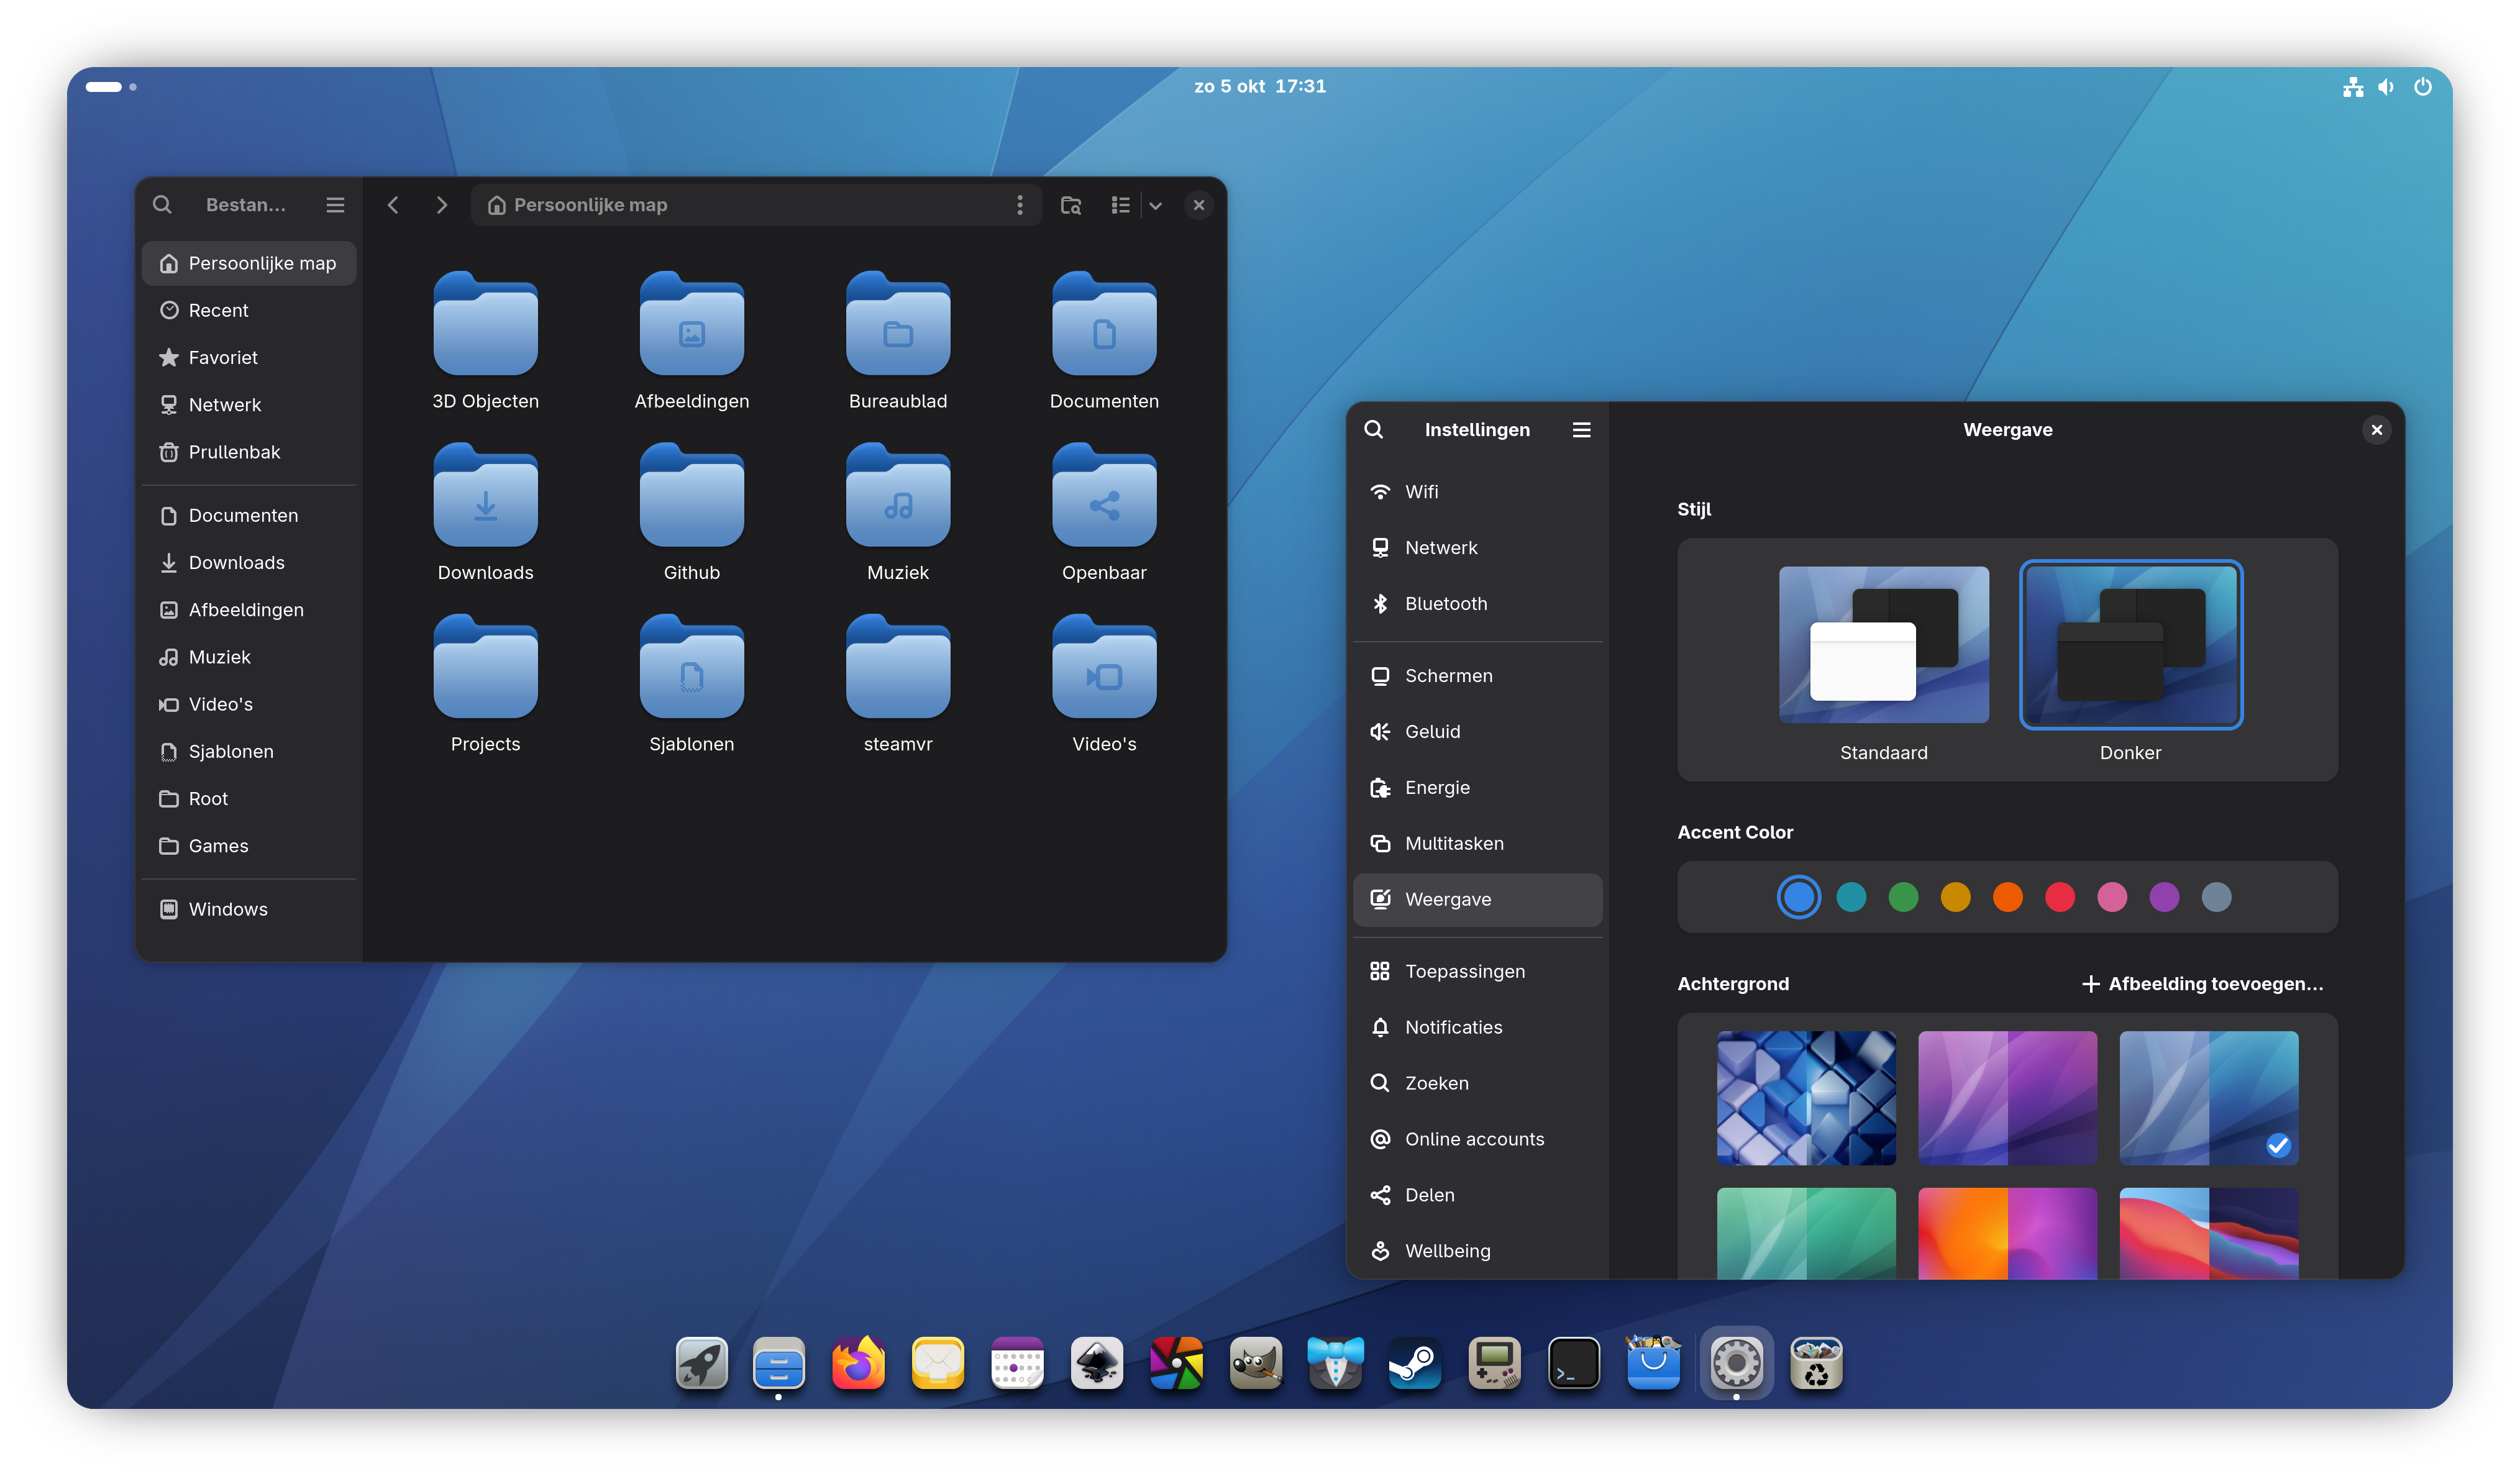 zo 5 okt 17:31
Bestan...
Persoonlijke map
Persoonlijke map
Recent
Favoriet
Netwerk
Prullenbak
Documenten
Downloads
Afbeeldingen
Muziek
Video's
Sjablonen
Root
Games
Windows
3D Objecten
Afbeeldingen
Bureaublad
Documenten
Downloads
Github
Muziek
Openbaar
Projects
Sjablonen
steamvr
Video's
Instellingen
Weergave
Wifi
Netwerk
Bluetooth
Schermen
Geluid
Energie
Multitasken
Weergave
Toepassingen
Notificaties
Zoeken
Online accounts
Delen
Wellbeing
Stijl
Standaard
Donker
Accent Color
Achtergrond
Afbeelding toevoegen...
>_